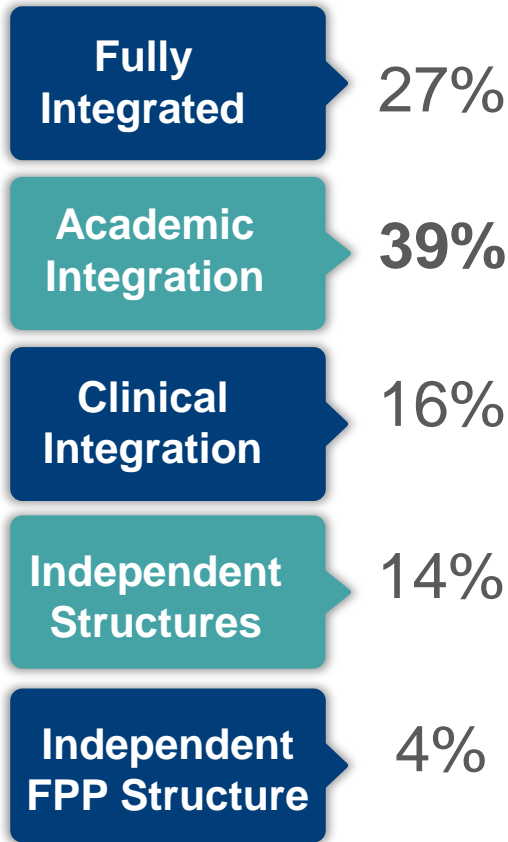 Fully
Integrated
27%
Academic
Integration
39%
Clinical
Integration
16%
Independent
Structures
14%
Independent
FPP Structure
4%